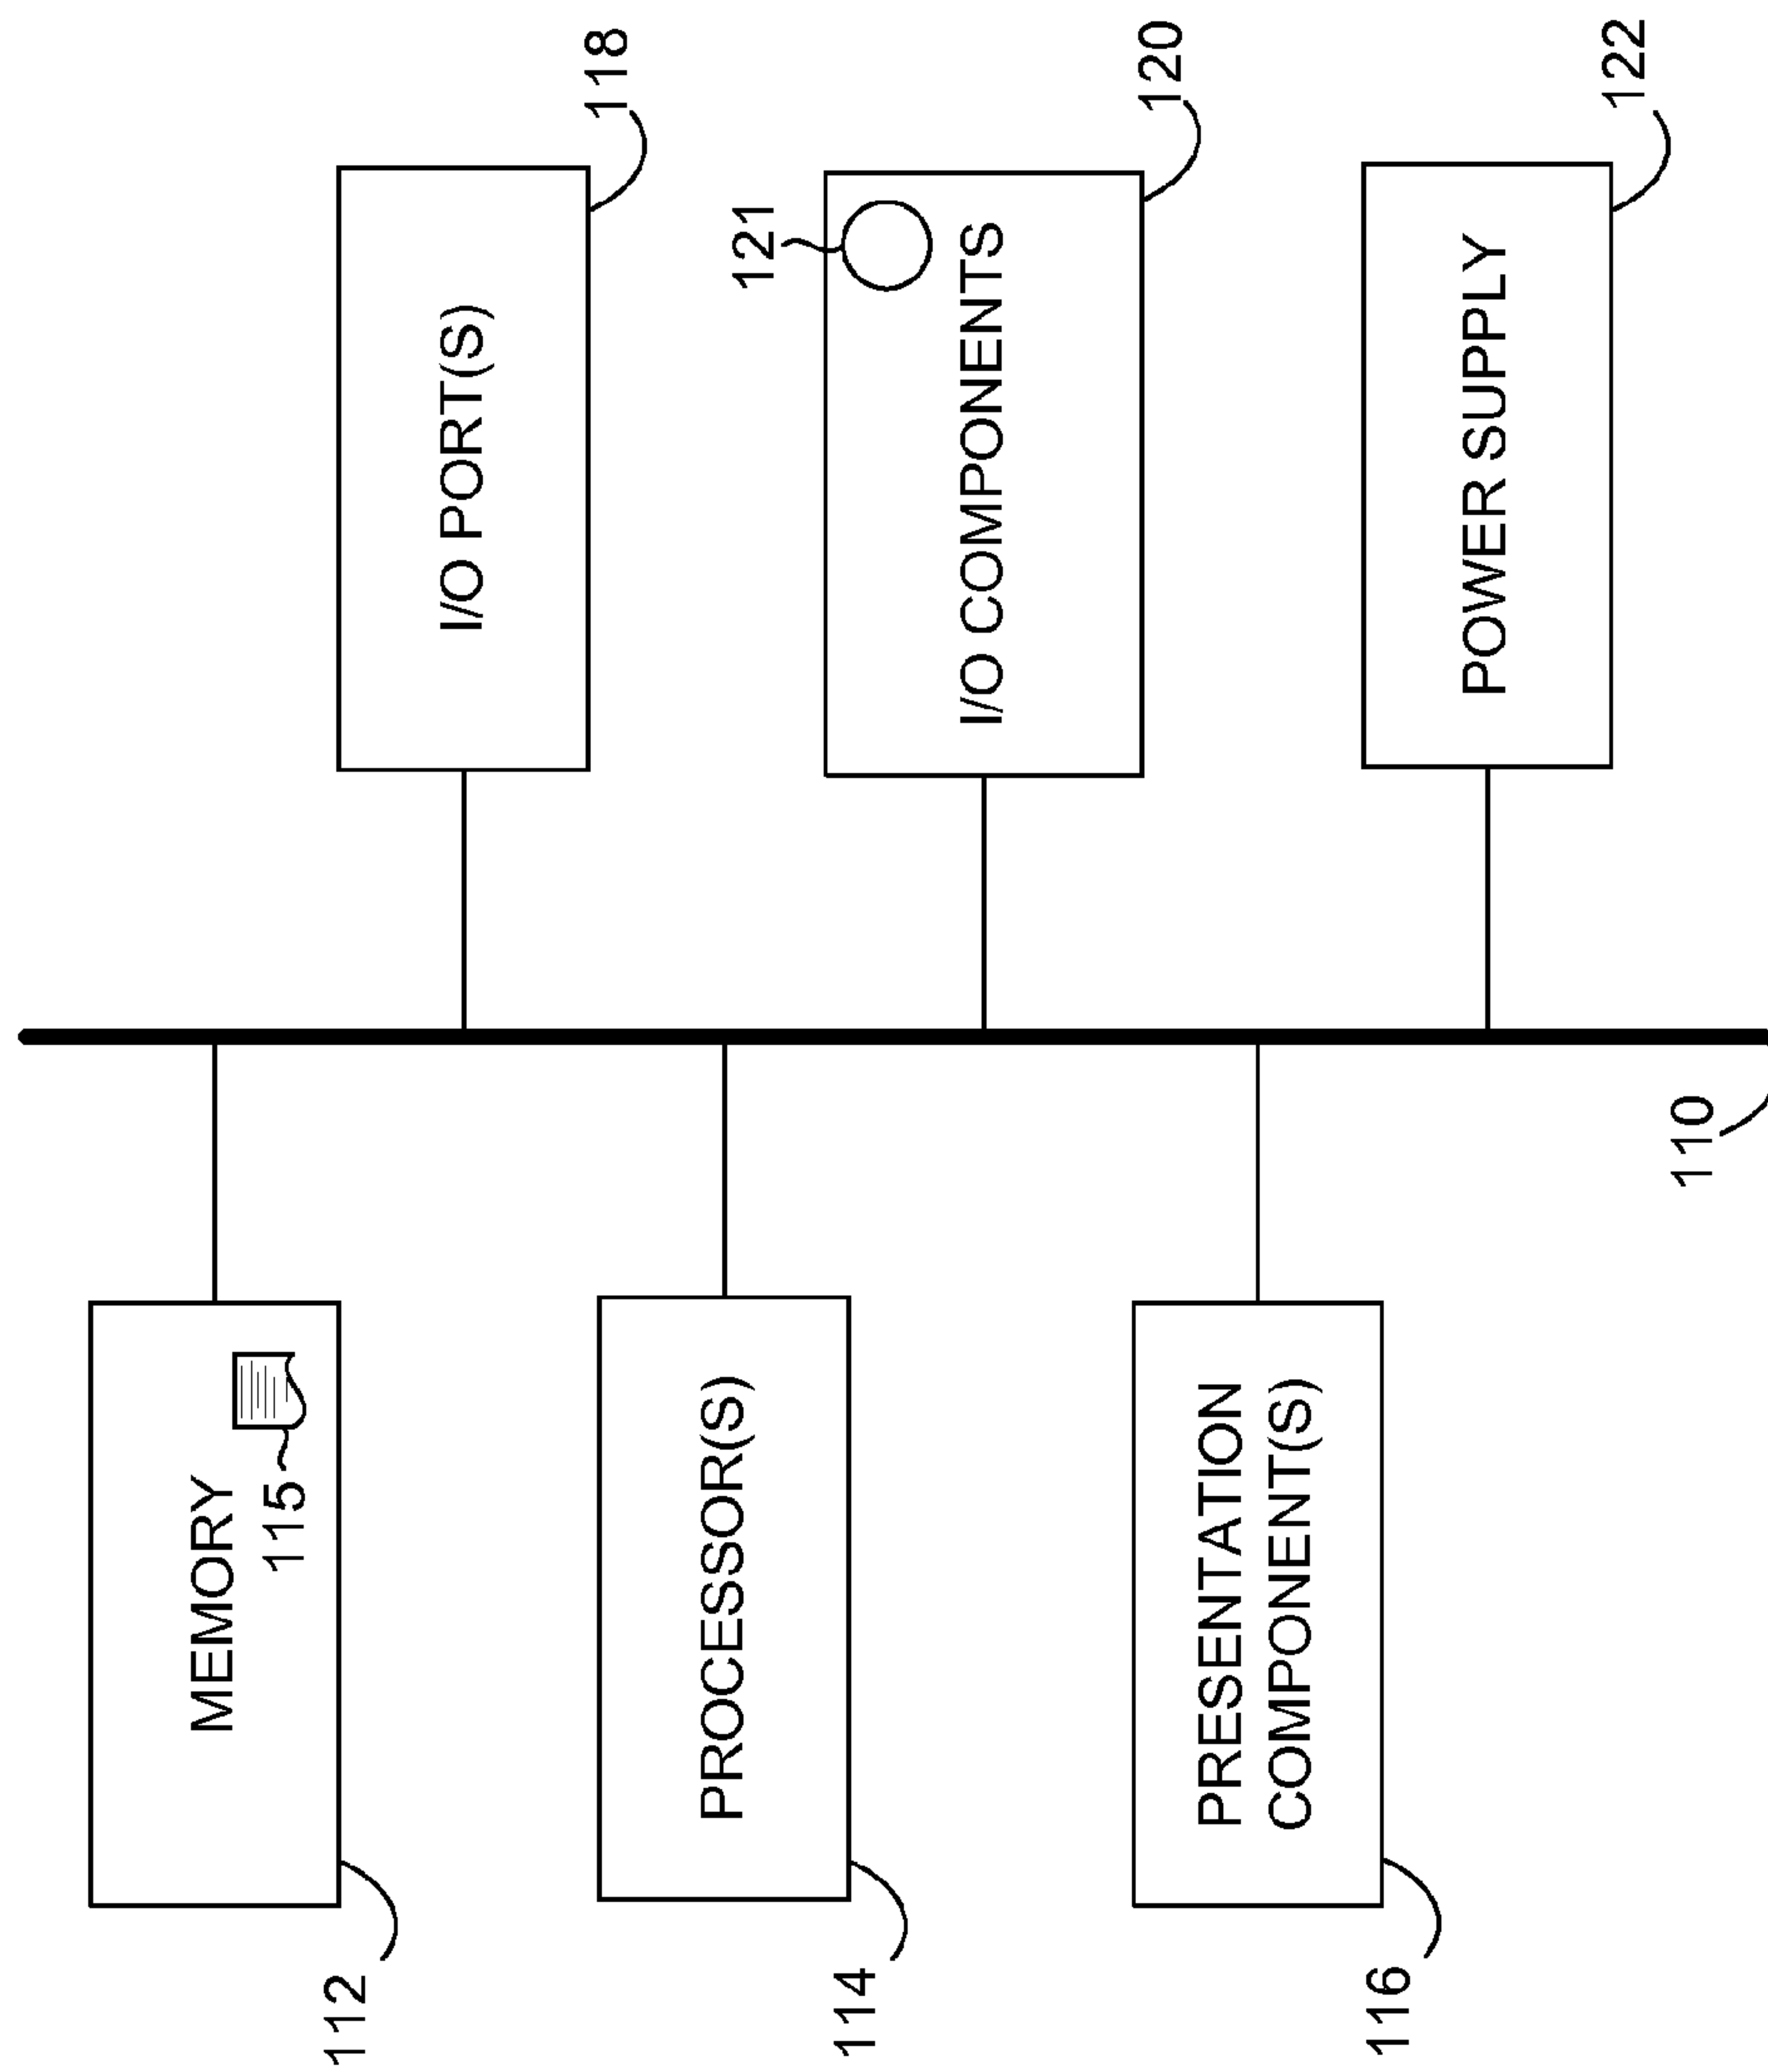 MEMORY
115
112
PROCESSOR(S)
114
PRESENTATION
COMPONENT(S)
116
110
I/O PORT(S)
118
121
I/O COMPONENTS
120
POWER SUPPLY
122